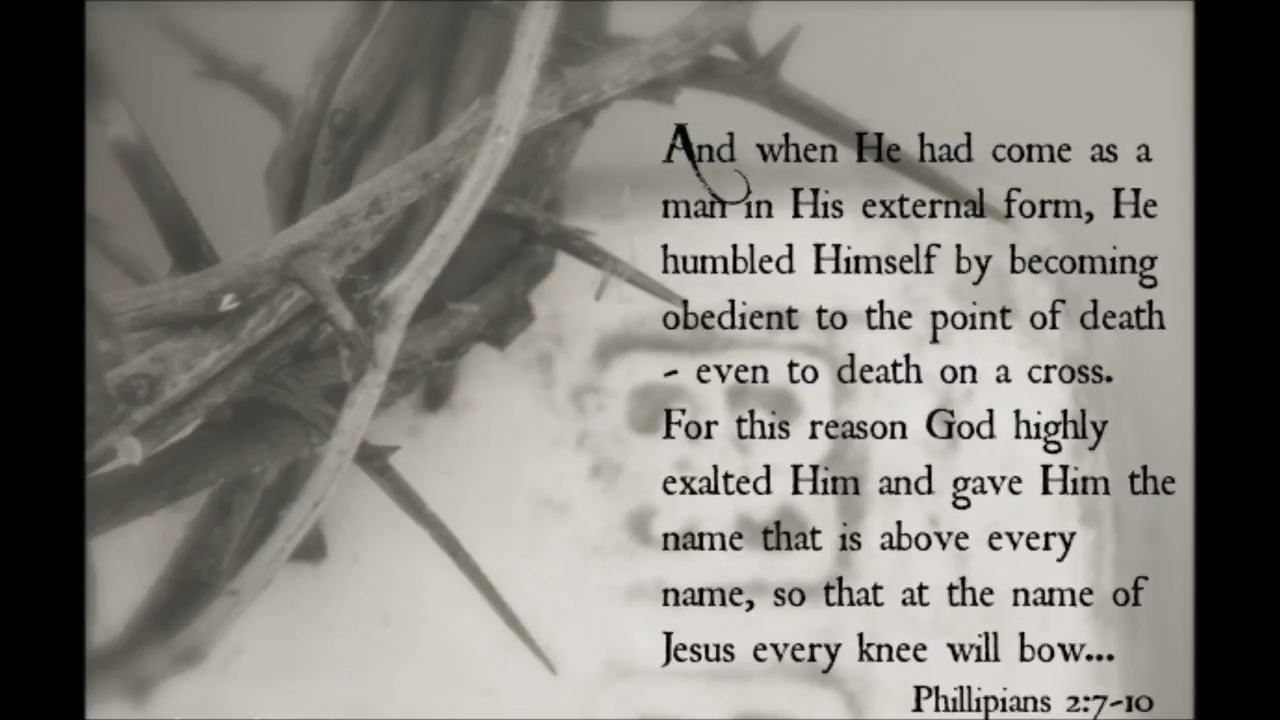 And when He had come as a
man in His external form, He
humbled Himself by becoming
obedient to the point of death
- even to death on a cross.
For this reason God highly
exalted Him and gave Him the
name that is above every
name, so that at the name of
Jesus every knee will bow...
Phillipians 2:7-10